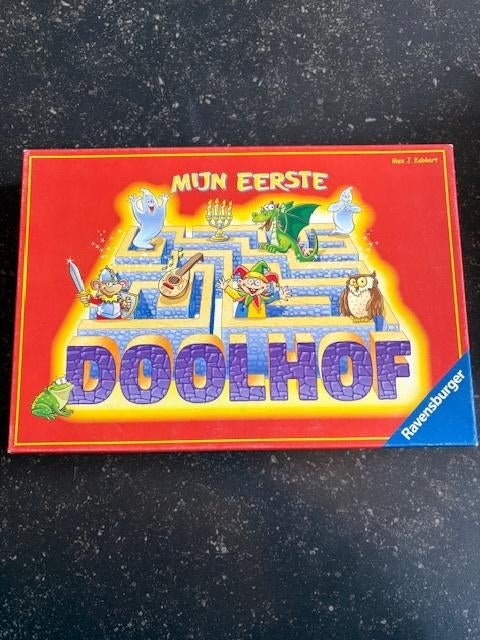 Max J. Kobbert
MIJN EERSTE
DOOLHOF
Ravensburger